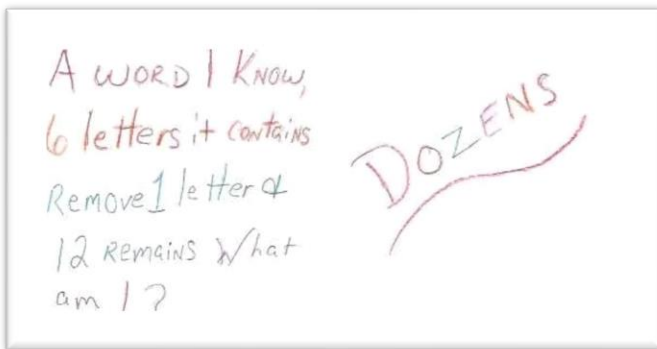 A WORD I KNOW,
6 letters it contains
Remove 1 letter &
12 Remains What
am I?
DOZENS